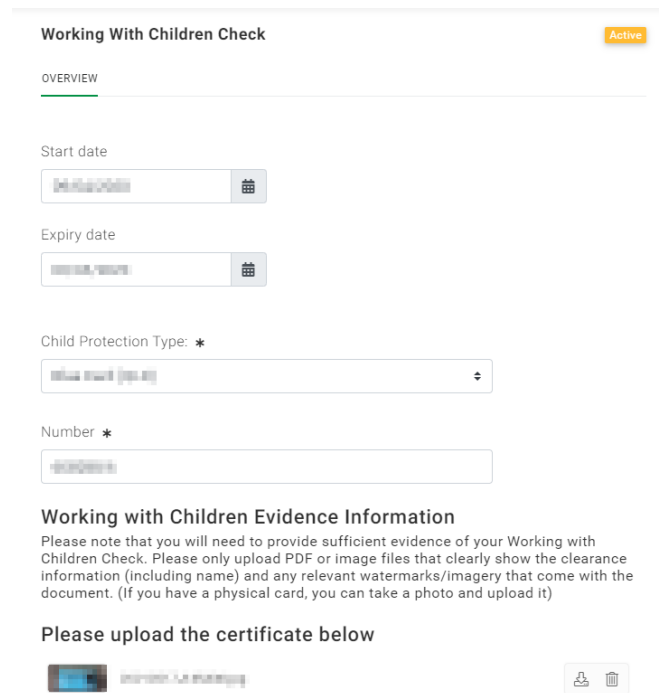 Working With Children Check
Active
OVERVIEW
Start date
Expiry date
Child Protection Type: *
Number *
Working with Children Evidence Information
Please note that you will need to provide sufficient evidence of your Working with
Children Check. Please only upload PDF or image files that clearly show the clearance
information (including name) and any relevant watermarks/imagery that come with the
document. (If you have a physical card, you can take a photo and upload it)
Please upload the certificate below